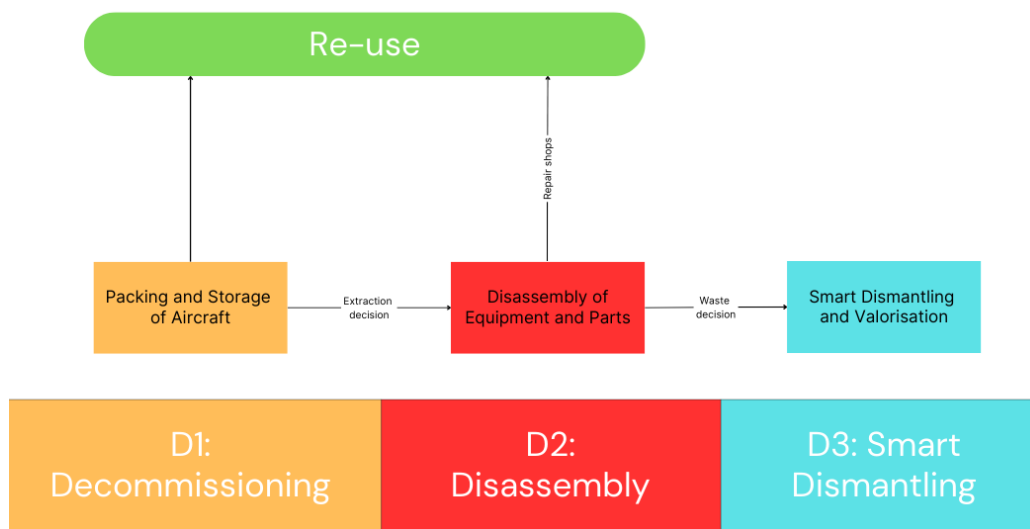 Re-use
Repair shops
Packing and Storage
of Aircraft
Extraction
decision
Disassembly of
Equipment and Parts
Waste
decision
Smart Dismantling
and Valorisation
D1:
Decommissioning
D2:
Disassembly
D3: Smart
Dismantling